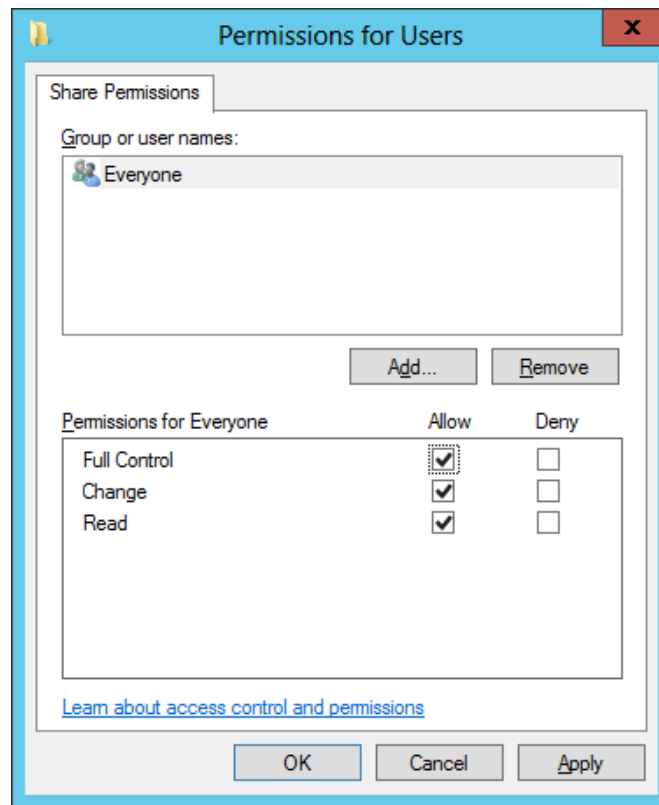 Permissions for Users
x
Share Permissions
Group or user names:
Everyone
Add... Remove
Permissions for Everyone Allow Deny
Full Control
Change
Read
Learn about access control and permissions
OK Cancel Apply